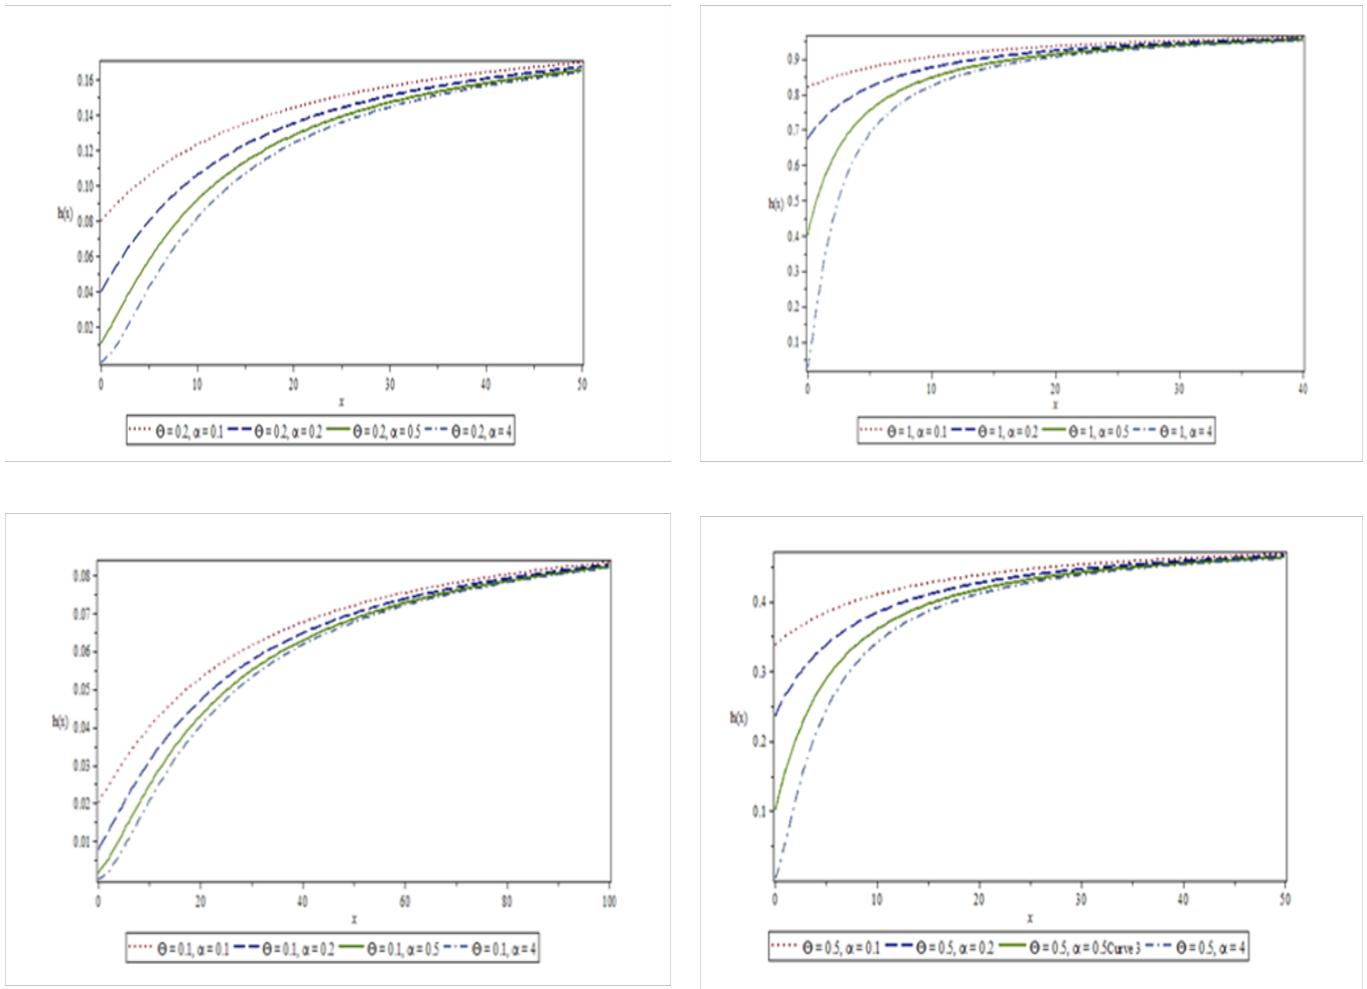 0.16
0.14
0.12
0.10
h(x)
0.08
0.06
0.04
0.02
0 10 20 30 40 50
x
Θ = 0.2, α = 0.1 Θ = 0.2, α = 0.2 Θ = 0.2, α = 0.5 Θ = 0.2, α = 4
0.9
0.8
0.7
0.6
h(x) 0.5
0.4
0.3
0.2
0.1
0 10 20 30 40
x
Θ = 1, α = 0.1 Θ = 1, α = 0.2 Θ = 1, α = 0.5 Θ = 1, α = 4
0.08
0.07
0.06
0.05
h(x)
0.04
0.03
0.02
0.01
0 20 40 60 80 100
x
Θ = 0.1, α = 0.1 Θ = 0.1, α = 0.2 Θ = 0.1, α = 0.5 Θ = 0.1, α = 4
0.4
0.3
h(x)
0.2
0.1
0 10 20 30 40 50
x
Θ = 0.5, α = 0.1 Θ = 0.5, α = 0.2 Θ = 0.5, α = 0.5Curve 3 Θ = 0.5, α = 4